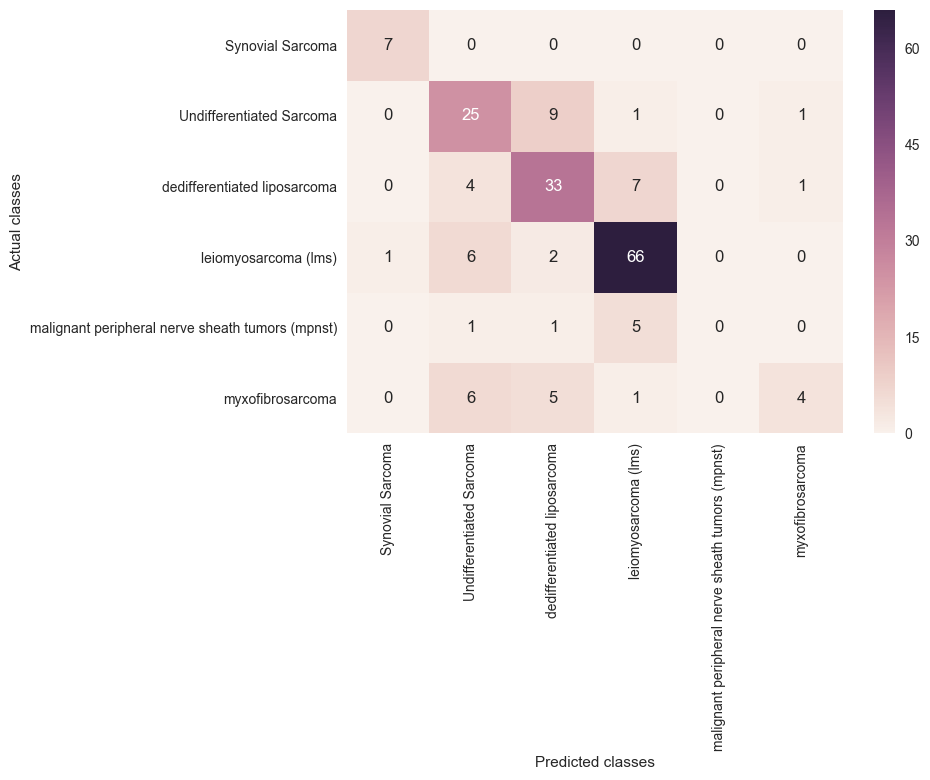 Synovial Sarcoma 7 0 0 0 0 0
Undifferentiated Sarcoma 0 25 9 1 0 1
dedifferentiated liposarcoma 0 4 33 7 0 1
leiomyosarcoma (lms) 1 6 2 66 0 0
malignant peripheral nerve sheath tumors (mpnst) 0 1 1 5 0 0
myxofibrosarcoma 0 6 5 1 0 4
Actual classes
60
45
30
15
0
Synovial Sarcoma
Undifferentiated Sarcoma
dedifferentiated liposarcoma
leiomyosarcoma (lms)
malignant peripheral nerve sheath tumors (mpnst)
myxofibrosarcoma
Predicted classes